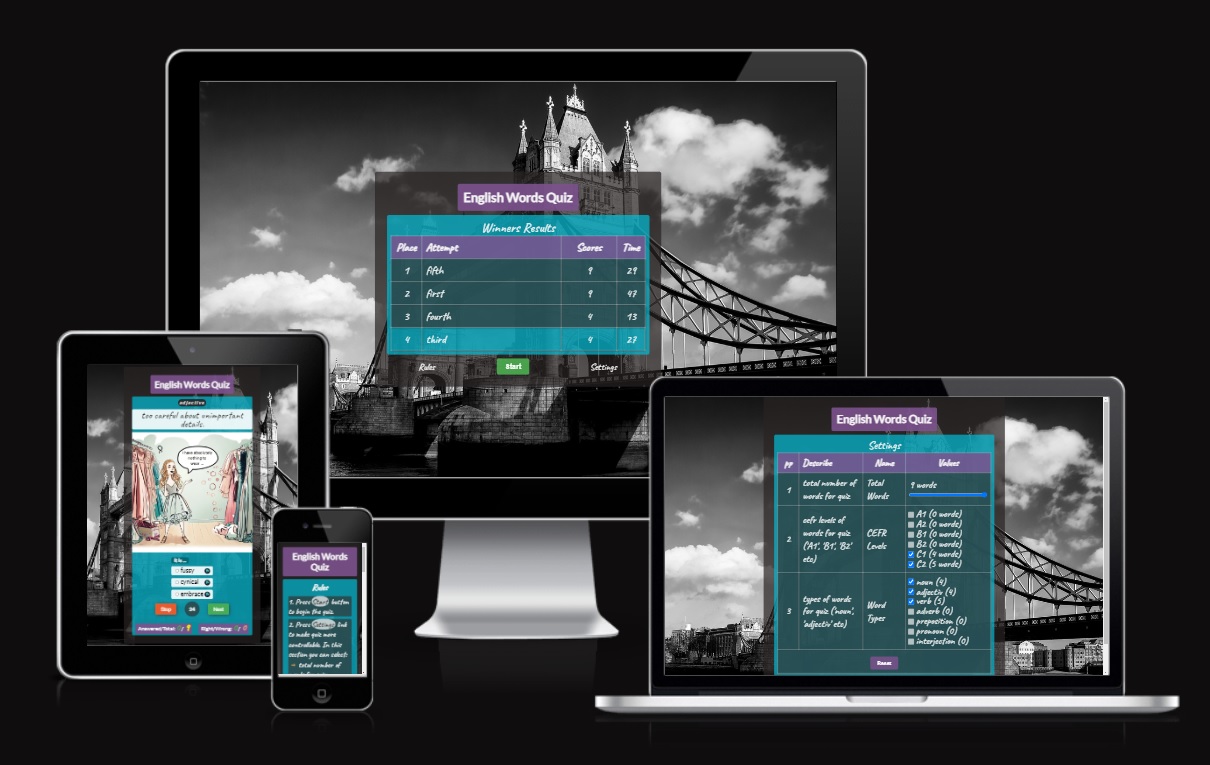 English Words Quiz
Winners Results
Place Attempt Scores Time
1 fifth 9 29
2 first 9 47
3 fourth 4 13
4 third 4 27
Rules Start Settings
English Words Quiz
adjective
too careful about unimportant
details.
I have absolutely
nothing to
wear ...
It is...
fussy
cynical
embrace
Stop 24 Next
Answered/Total: Right/Wrong:
English Words
Quiz
Rules
1. Press Start button
to begin the quiz.
2. Press Settings link
to make quiz more
controllable. In this
section you can select:
→ total number of
English Words Quiz
Settings
pp Describe Name Values
1 total number of words for quiz Total Words 9 words
2 cefr levels of words for quiz ('A1', 'B1', 'B2' etc) CEFR Levels
A1 (0 words)
A2 (0 words)
B1 (0 words)
B2 (0 words)
C1 (4 words)
C2 (5 words)
3 types of words for quiz ('noun', 'adjectiv' etc) Word Types
noun (4)
adjectiv (4)
verb (5)
adverb (0)
preposition (0)
pronoun (0)
interjection (0)
Reset